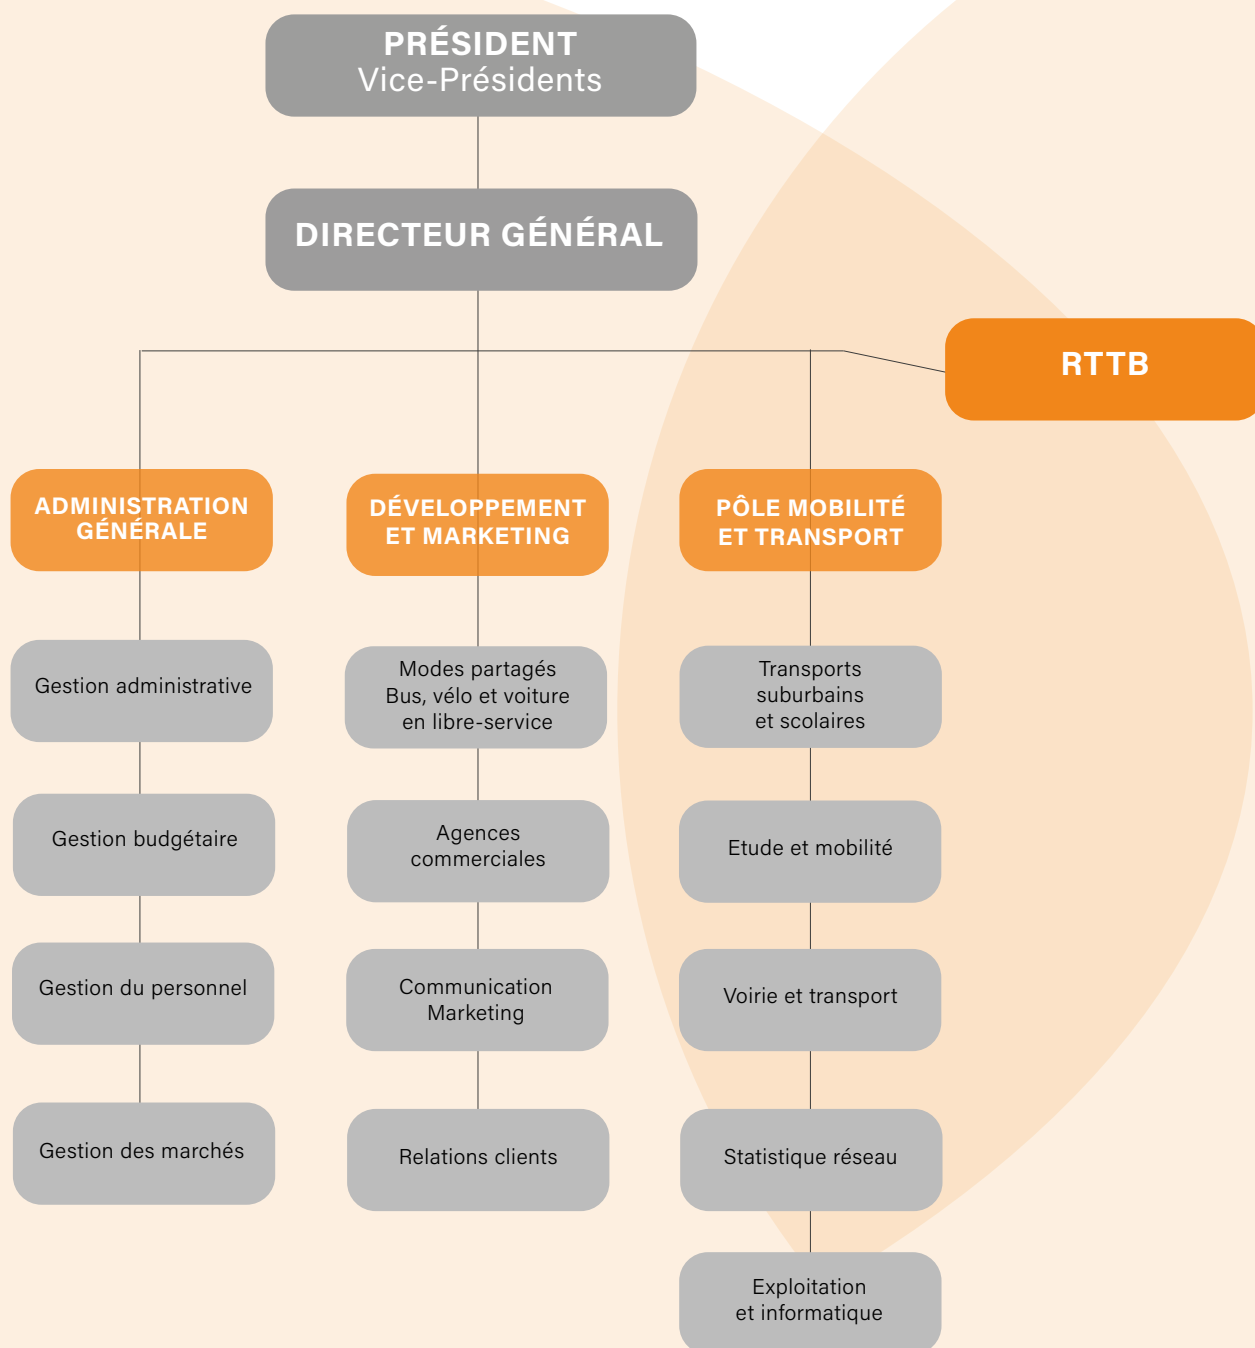 PRÉSIDENT
Vice-Présidents
DIRECTEUR GÉNÉRAL
RTTB
ADMINISTRATION
GÉNÉRALE
DÉVELOPPEMENT
ET MARKETING
PÔLE MOBILITÉ
ET TRANSPORT
Gestion administrative
Gestion budgétaire
Gestion du personnel
Gestion des marchés
Modes partagés
Bus, vélo et voiture
en libre-service
Agences
commerciales
Communication
Marketing
Relations clients
Transports
suburbains
et scolaires
Etude et mobilité
Voirie et transport
Statistique réseau
Exploitation
et informatique